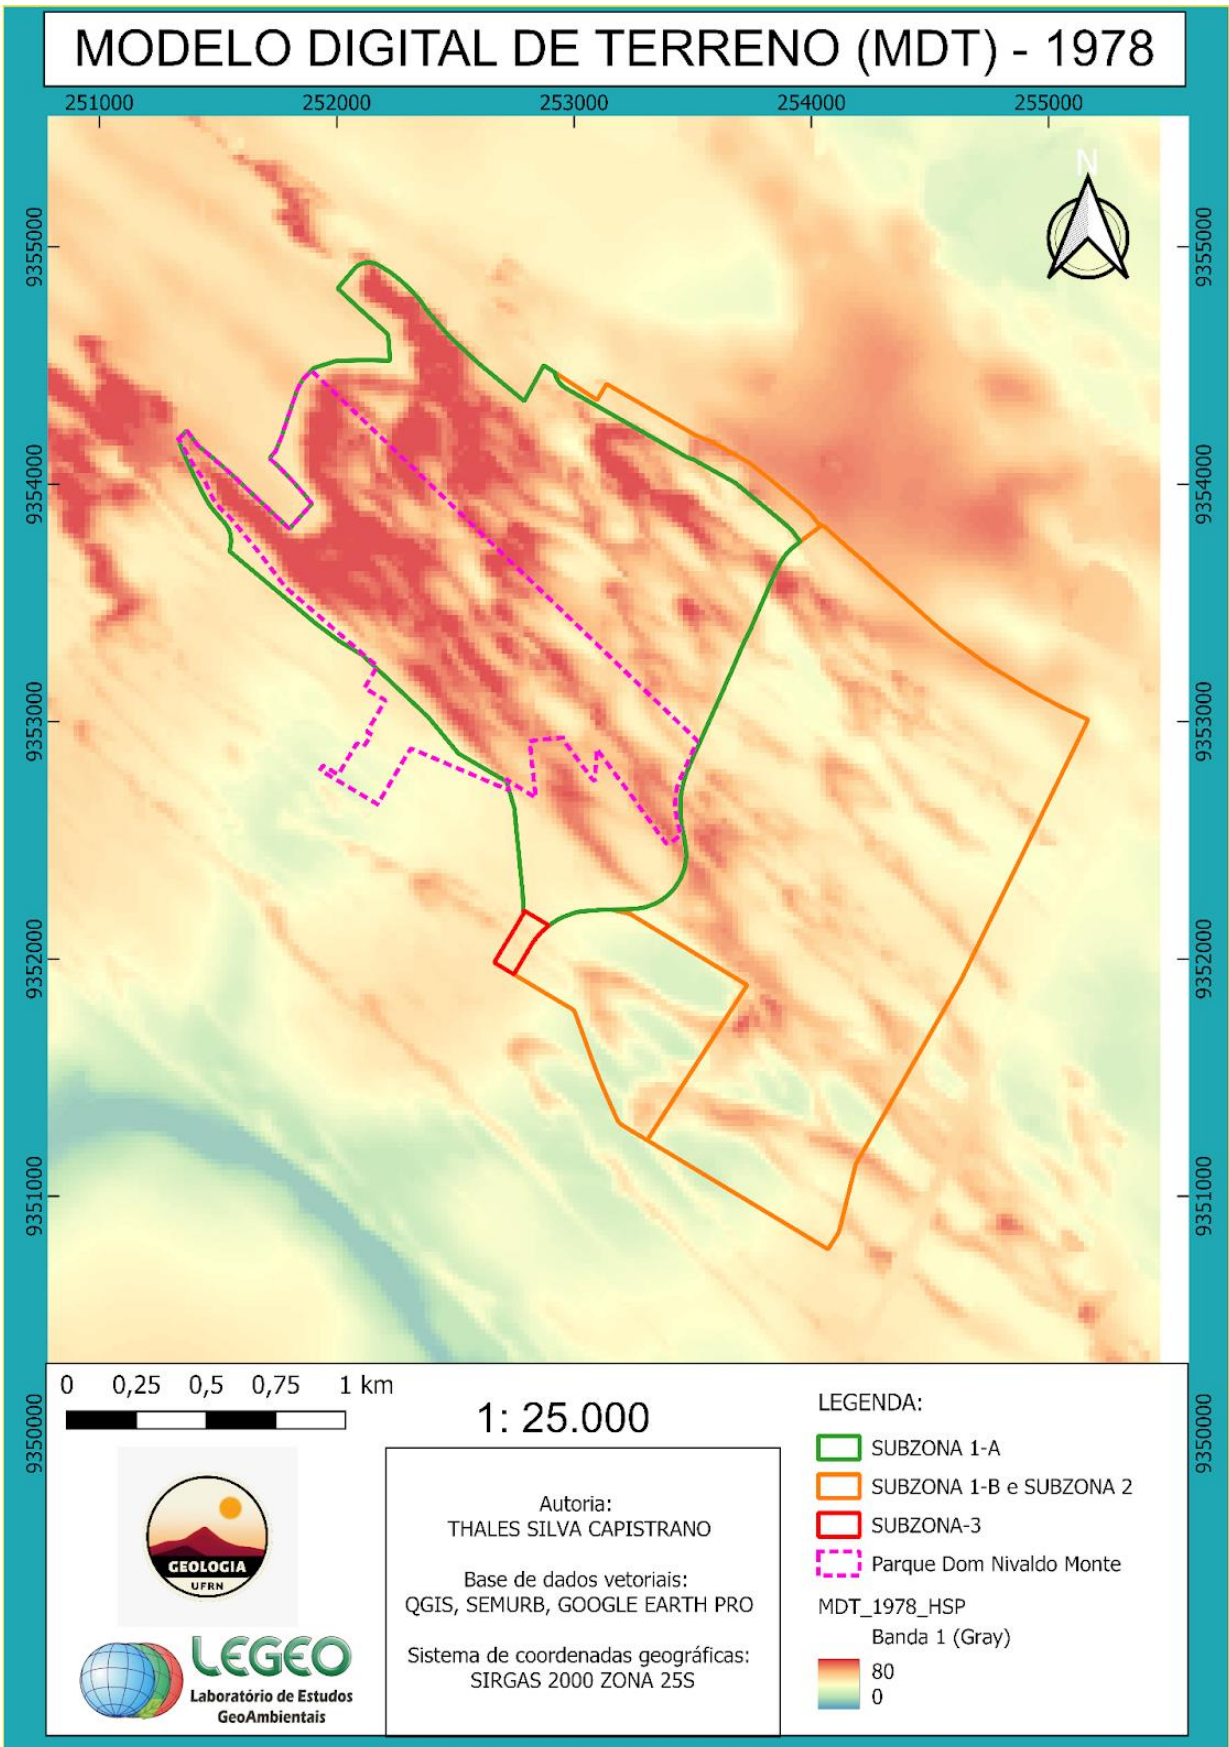 MODELO DIGITAL DE TERRENO (MDT) - 1978
251000 252000 253000 254000 255000
N
9355000 9355000
9354000 9354000
9353000 9353000
9352000 9352000
9351000 9351000
9350000 9350000
0 0,25 0,5 0,75 1 km
1: 25.000
GEOLOGIA
UFRN
LEGEO
Laboratório de Estudos
GeoAmbientais
Autoria:
THALES SILVA CAPISTRANO
Base de dados vetoriais:
QGIS, SEMURB, GOOGLE EARTH PRO
Sistema de coordenadas geográficas:
SIRGAS 2000 ZONA 25S
LEGENDA:
SUBZONA 1-A
SUBZONA 1-B e SUBZONA 2
SUBZONA-3
Parque Dom Nivaldo Monte
MDT_1978_HSP
Banda 1 (Gray)
80
0